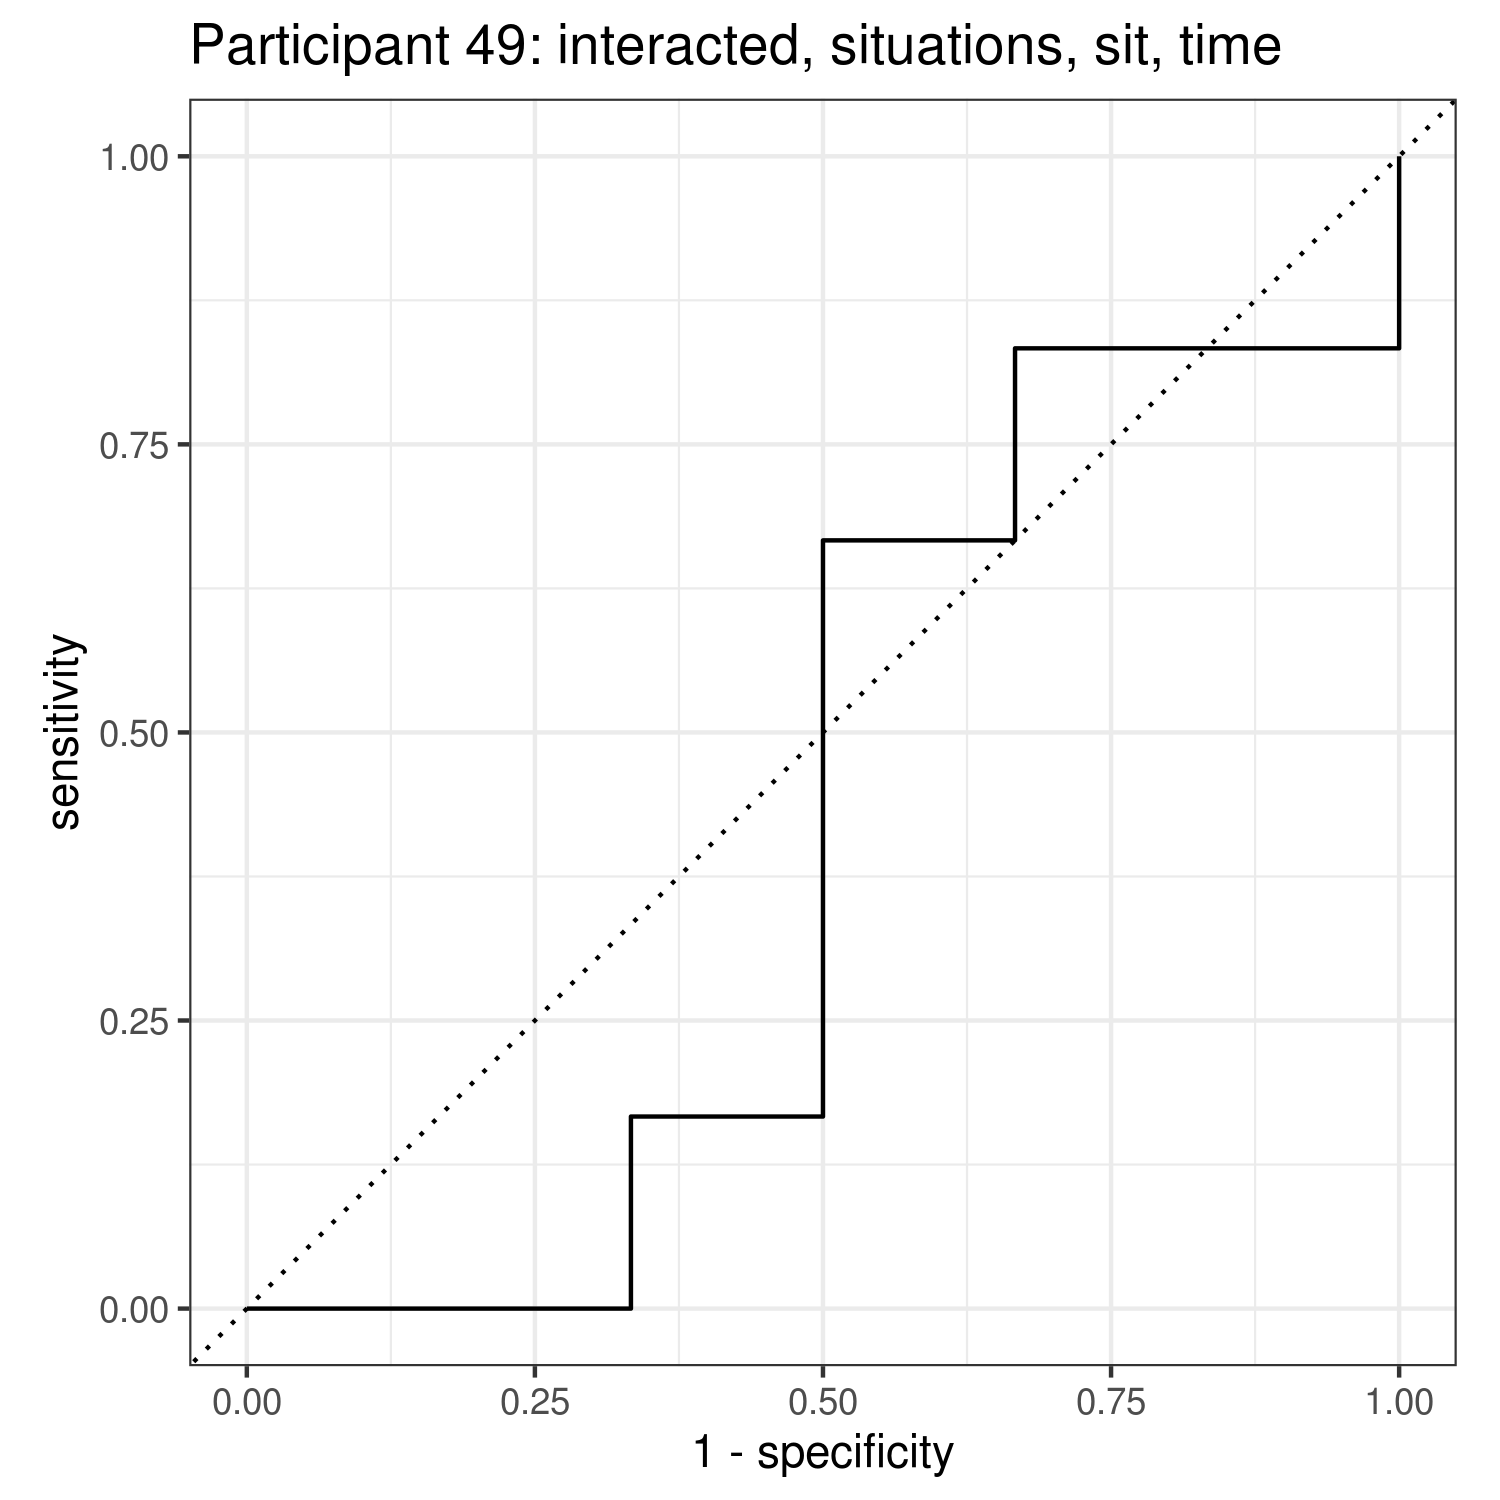 Participant 49: interacted, situations, sit, time
1.00
0.75
0.50
0.25
0.00
sensitivity
0.00 0.25 0.50 0.75 1.00
1 - specificity